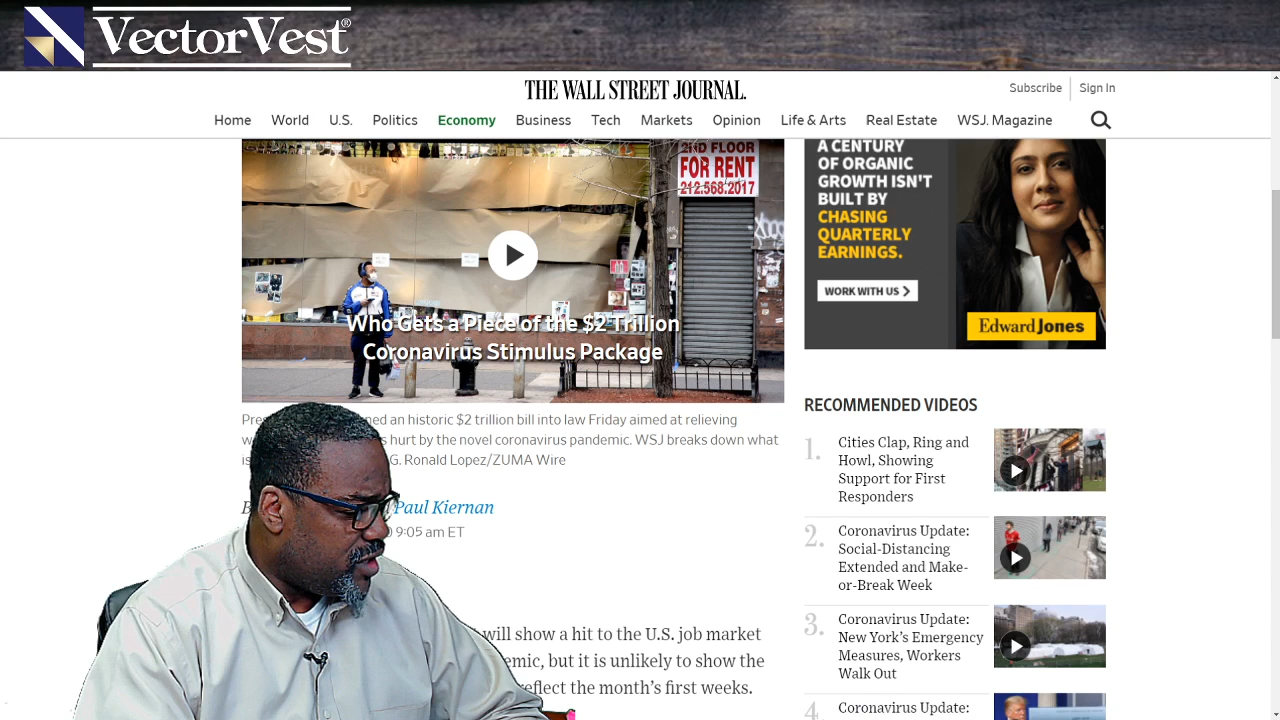 VectorVest®
THE WALL STREET JOURNAL.
Subscribe
Sign In
Home World U.S. Politics Economy Business Tech Markets Opinion Life & Arts Real Estate WSJ. Magazine
2ND FLOOR
FOR RENT
212.568.2017
Who Gets a Piece of the $2 Trillion
Coronavirus Stimulus Package
ned an historic $2 trillion bill into law Friday aimed at relieving
s hurt by the novel coronavirus pandemic. WSJ breaks down what
G. Ronald Lopez/ZUMA Wire
Paul Kiernan
9:05 am ET
will show a hit to the U.S. job market
emic, but it is unlikely to show the
reflect the month's first weeks.
A CENTURY
OF ORGANIC
GROWTH ISN'T
BUILT BY
CHASING
QUARTERLY
EARNINGS.
WORK WITH US
Edward Jones
RECOMMENDED VIDEOS
1. Cities Clap, Ring and
Howl, Showing
Support for First
Responders
2. Coronavirus Update:
Social-Distancing
Extended and Make-
or-Break Week
3. Coronavirus Update:
New York's Emergency
Measures, Workers
Walk Out
4. Coronavirus Update: